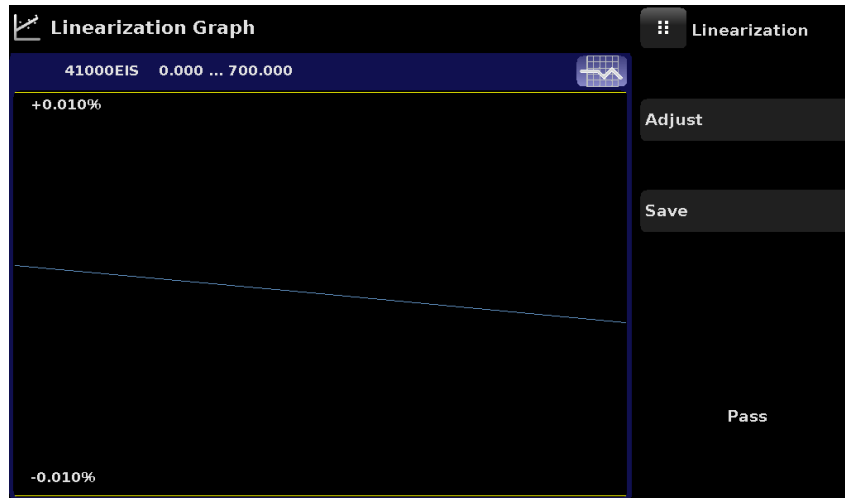 Linearization Graph
Linearization
41000EIS 0.000 ... 700.000
+0.010%
Adjust
Save
Pass
-0.010%